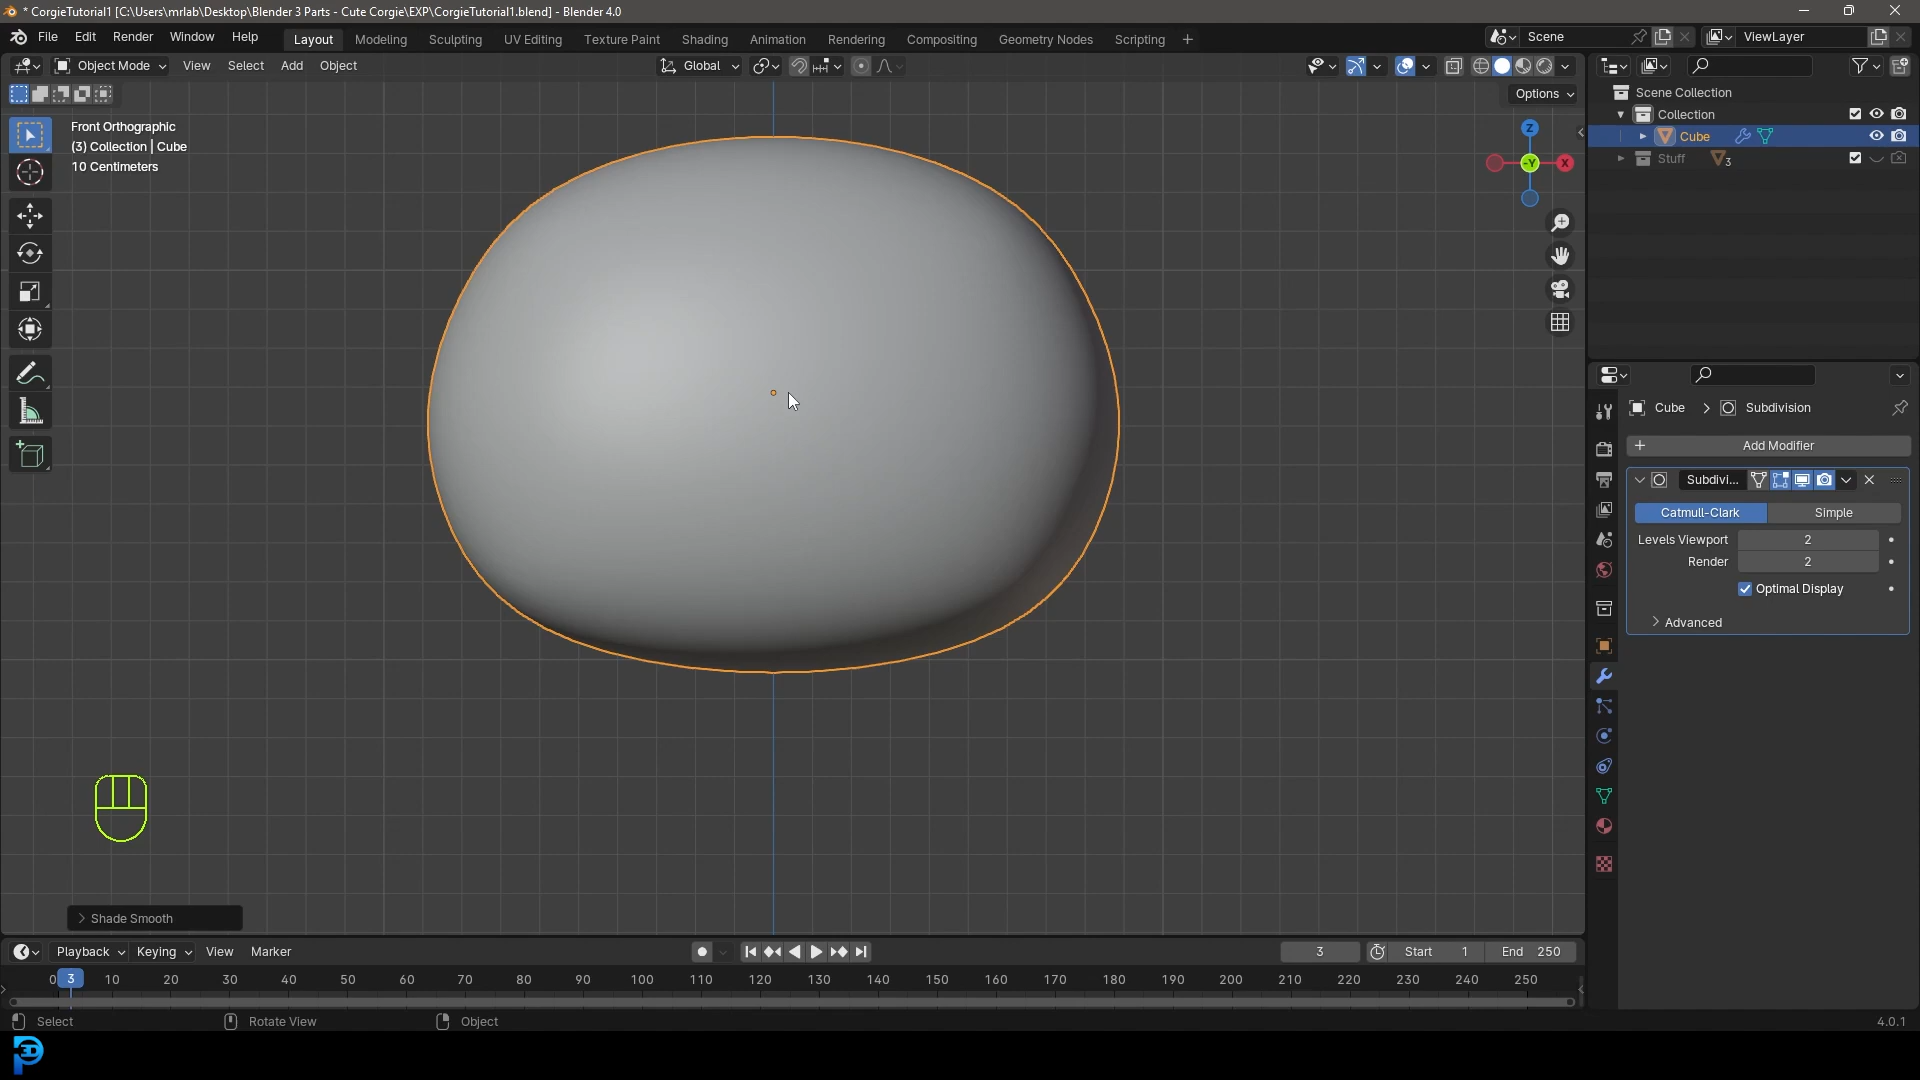 * CorgieTutorial1 [C:\Users\mrlab\Desktop\Blender 3 Parts - Cute Corgie\EXP\CorgieTutorial1.blend] - Blender 4.0
File Edit Render Window Help Layout Modeling Sculpting UV Editing Texture Paint Shading Animation Rendering Compositing Geometry Nodes Scripting + Scene ViewLayer
Object Mode View Select Add Object Global
Options
Front Orthographic
(3) Collection | Cube
10 Centimeters
Z
-Y X
Scene Collection
Collection
Cube
Stuff 3
Cube > Subdivision
+ Add Modifier
Subdivi...
Catmull-Clark Simple
Levels Viewport 2
Render 2
Optimal Display
> Advanced
> Shade Smooth
Playback Keying View Marker 3 Start 1 End 250
0 3 10 20 30 40 50 60 70 80 90 100 110 120 130 140 150 160 170 180 190 200 210 220 230 240 250
Select Rotate View Object 4.0.1
P3D